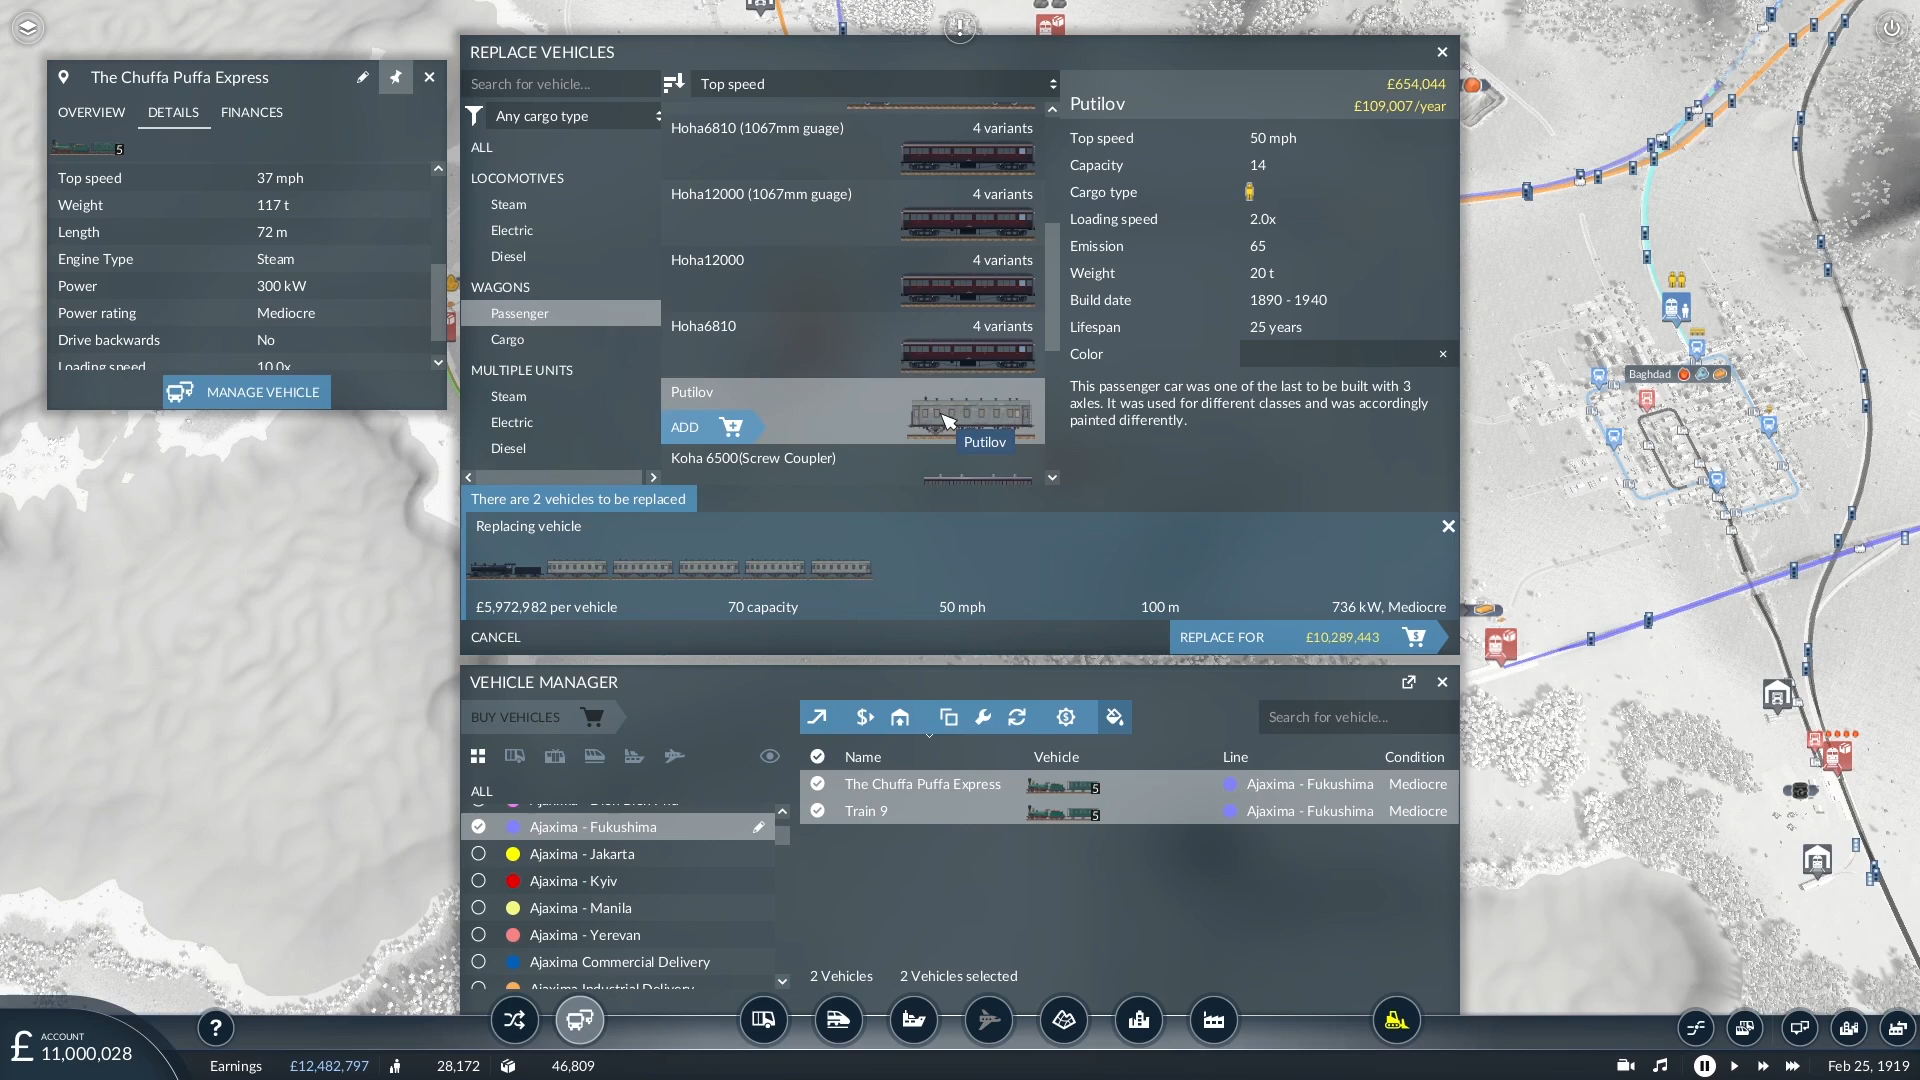 The Chuffa Puffa Express
OVERVIEW DETAILS FINANCES
5
Top speed 37 mph
Weight 117 t
Length 72 m
Engine Type Steam
Power 300 kW
Power rating Mediocre
Drive backwards No
Loading speed 10.0x
MANAGE VEHICLE
REPLACE VEHICLES
Search for vehicle...
Top speed
Any cargo type
ALL
LOCOMOTIVES
Steam
Electric
Diesel
WAGONS
Passenger
Cargo
MULTIPLE UNITS
Steam
Electric
Diesel
Hoha6810 (1067mm guage) 4 variants
Hoha12000 (1067mm guage) 4 variants
Hoha12000 4 variants
Hoha6810 4 variants
Putilov
ADD
Putilov
Koha 6500(Screw Coupler)
£654,044
Putilov £109,007/year
Top speed 50 mph
Capacity 14
Cargo type
Loading speed 2.0x
Emission 65
Weight 20 t
Build date 1890 - 1940
Lifespan 25 years
Color
This passenger car was one of the last to be built with 3
axles. It was used for different classes and was accordingly
painted differently.
There are 2 vehicles to be replaced
Replacing vehicle
£5,972,982 per vehicle 70 capacity 50 mph 100 m 736 kW, Mediocre
CANCEL
REPLACE FOR £10,289,443
VEHICLE MANAGER
BUY VEHICLES
Search for vehicle...
ALL
Ajaxima - Fukushima
Ajaxima - Jakarta
Ajaxima - Kyiv
Ajaxima - Manila
Ajaxima - Yerevan
Ajaxima Commercial Delivery
Ajaxima Industrial Delivery
Name Vehicle Line Condition
The Chuffa Puffa Express 5 Ajaxima - Fukushima Mediocre
Train 9 5 Ajaxima - Fukushima Mediocre
2 Vehicles 2 Vehicles selected
Baghdad
£ ACCOUNT
11,000,028
?
Earnings £12,482,797 28,172 46,809
Feb 25, 1919